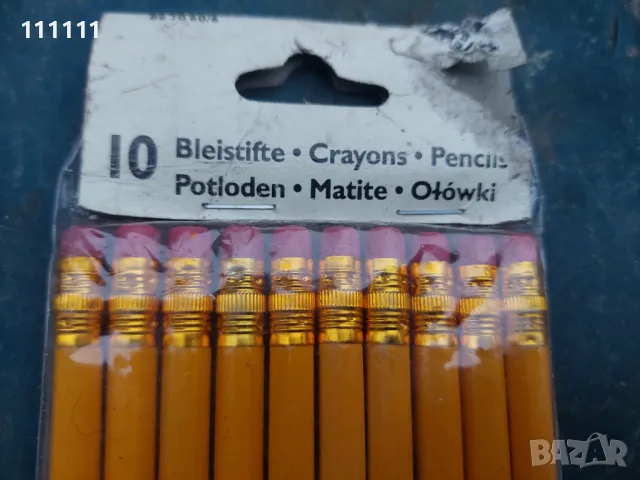 111111
10 Bleistifte • Crayons • Pencils
Potloden • Matite • Ołówki
BAZAR